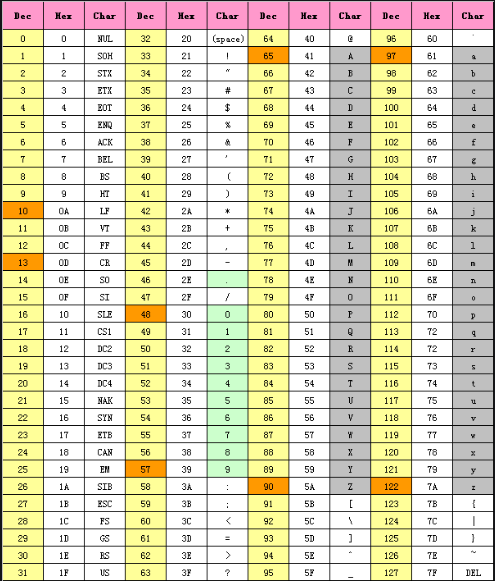 Dec Hex Char Dec Hex Char Dec Hex Char Dec Hex Char
0 0 NUL 32 20 (space) 64 40 @ 96 60 `
1 1 SOH 33 21 ! 65 41 A 97 61 a
2 2 STX 34 22 " 66 42 B 98 62 b
3 3 ETX 35 23 # 67 43 C 99 63 c
4 4 EOT 36 24 $ 68 44 D 100 64 d
5 5 ENQ 37 25 % 69 45 E 101 65 e
6 6 ACK 38 26 & 70 46 F 102 66 f
7 7 BEL 39 27 ' 71 47 G 103 67 g
8 8 BS 40 28 ( 72 48 H 104 68 h
9 9 HT 41 29 ) 73 49 I 105 69 i
10 0A LF 42 2A * 74 4A J 106 6A j
11 0B VT 43 2B + 75 4B K 107 6B k
12 0C FF 44 2C , 76 4C L 108 6C l
13 0D CR 45 2D - 77 4D M 109 6D m
14 0E SO 46 2E . 78 4E N 110 6E n
15 0F SI 47 2F / 79 4F O 111 6F o
16 10 SLE 48 30 0 80 50 P 112 70 p
17 11 CS1 49 31 1 81 51 Q 113 72 q
18 12 DC2 50 32 2 82 52 R 114 72 r
19 13 DC3 51 33 3 83 53 S 115 73 s
20 14 DC4 52 34 4 84 54 T 116 74 t
21 15 NAK 53 35 5 85 55 U 117 75 u
22 16 SYN 54 36 6 86 56 V 118 76 v
23 17 ETB 55 37 7 87 57 W 119 77 w
24 18 CAN 56 38 8 88 58 X 120 78 x
25 19 EM 57 39 9 89 59 Y 121 79 y
26 1A SIB 58 3A : 90 5A Z 122 7A z
27 1B ESC 59 3B ; 91 5B [ 123 7B {
28 1C FS 60 3C < 92 5C \ 124 7C |
29 1D GS 61 3D = 93 5D ] 125 7D }
30 1E RS 62 3E > 94 5E ^ 126 7E ~
31 1F US 63 3F ? 95 5F _ 127 7F DEL